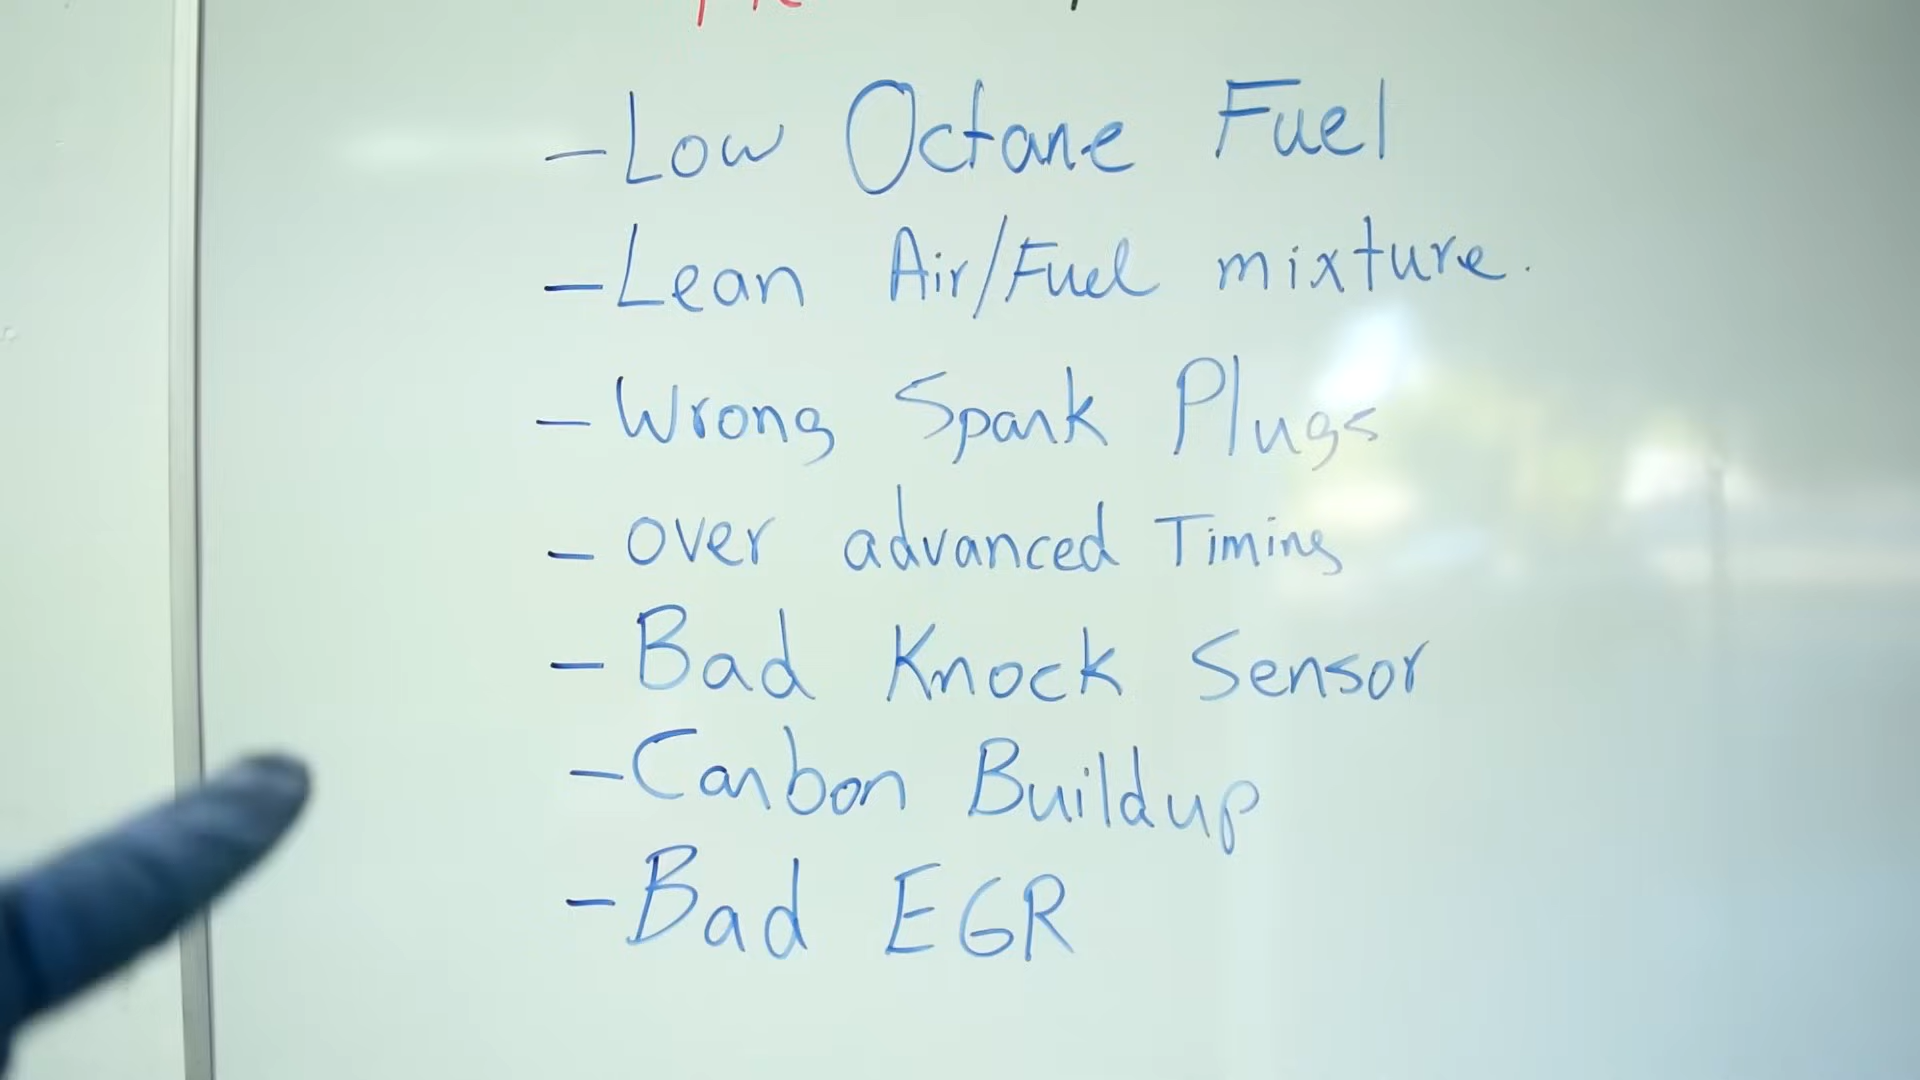 - Low Octane Fuel
- Lean Air/Fuel mixture.
- Wrong Spark Plugs
- over advanced Timing
- Bad Knock Sensor
- Carbon Buildup
- Bad EGR